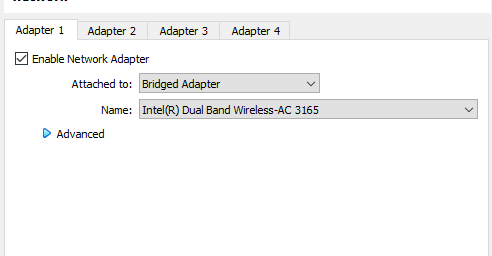 Adapter 1 Adapter 2 Adapter 3 Adapter 4
Enable Network Adapter
Attached to: Bridged Adapter
Name: Intel(R) Dual Band Wireless-AC 3165
Advanced